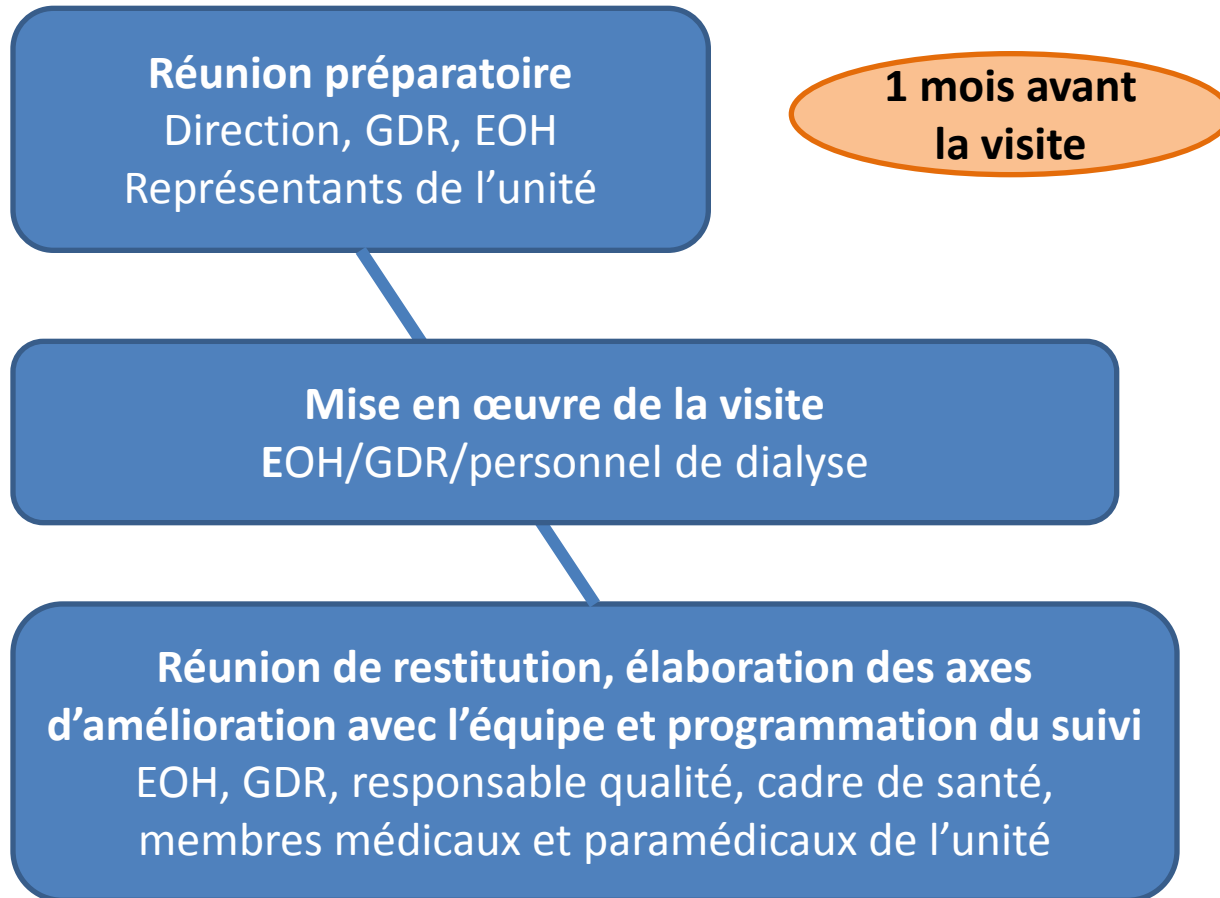 Réunion préparatoire
Direction, GDR, EOH
Représentants de l’unité
1 mois avant
la visite
Mise en œuvre de la visite
EOH/GDR/personnel de dialyse
Réunion de restitution, élaboration des axes
d’amélioration avec l’équipe et programmation du suivi
EOH, GDR, responsable qualité, cadre de santé,
membres médicaux et paramédicaux de l’unité